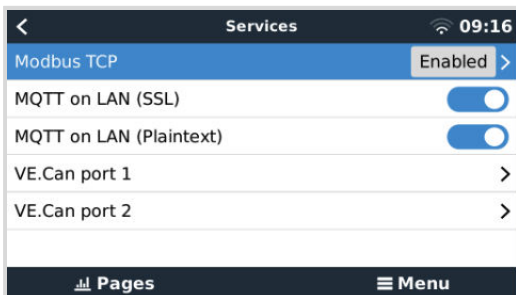 Services 09:16
Modbus TCP Enabled
MQTT on LAN (SSL)
MQTT on LAN (Plaintext)
VE.Can port 1
VE.Can port 2
Pages Menu